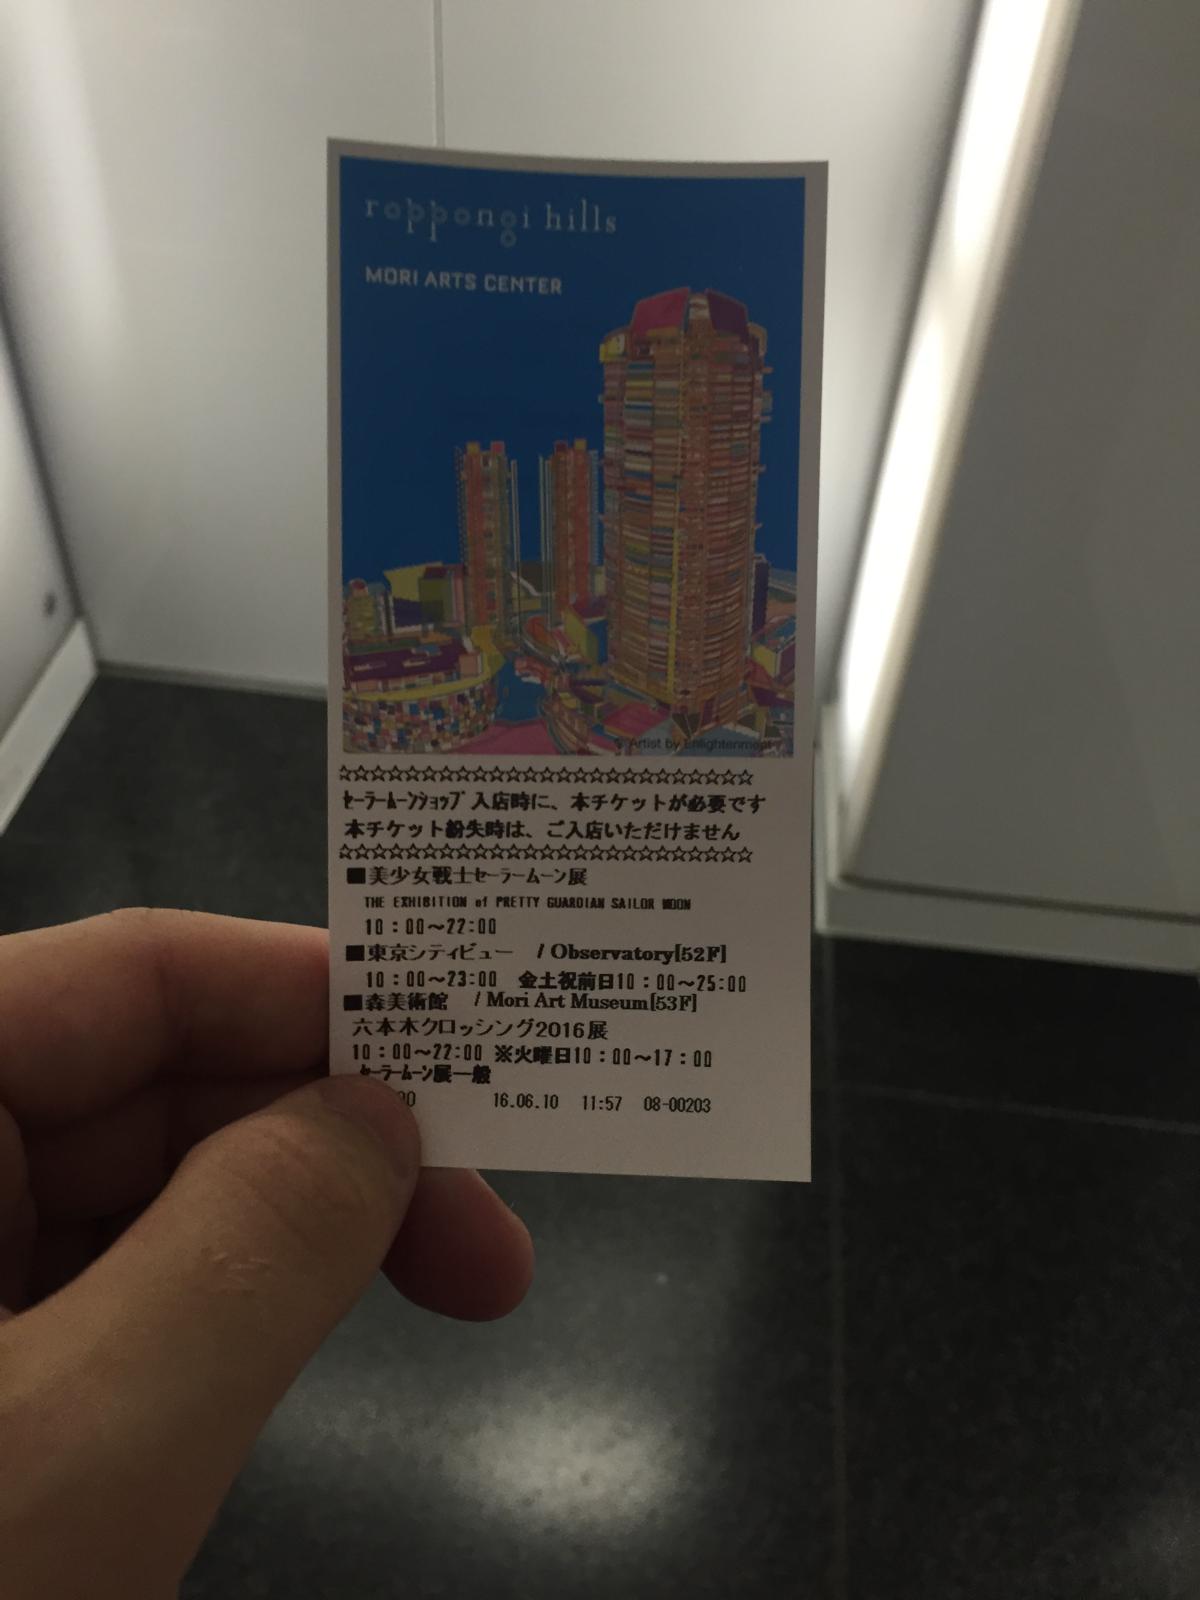 roppongi hills
MORI ARTS CENTER
© Artist by Enlightenment
☆☆☆☆☆☆☆☆☆☆☆☆☆☆☆☆☆☆☆☆☆☆☆☆☆
ｾｰﾗｰﾑｰﾝｼｮｯﾌﾟ入店時に、本チケットが必要です
本チケット紛失時は、ご入店いただけません
☆☆☆☆☆☆☆☆☆☆☆☆☆☆☆☆☆☆☆☆☆☆☆☆☆
■美少女戦士ｾｰﾗｰﾑｰﾝ展
THE EXHIBITION of PRETTY GUARDIAN SAILOR MOON
10：00～22:00
■東京シティビュー / Observatory[52F]
10：00～23:00 金土祝前日10：00～25:00
■森美術館 / Mori Art Museum[53F]
六本木クロッシング2016展
10：00～22:00 ※火曜日10：00～17：00
ｾｰﾗｰﾑｰﾝ展一般
00 16.06.10 11:57 08-00203